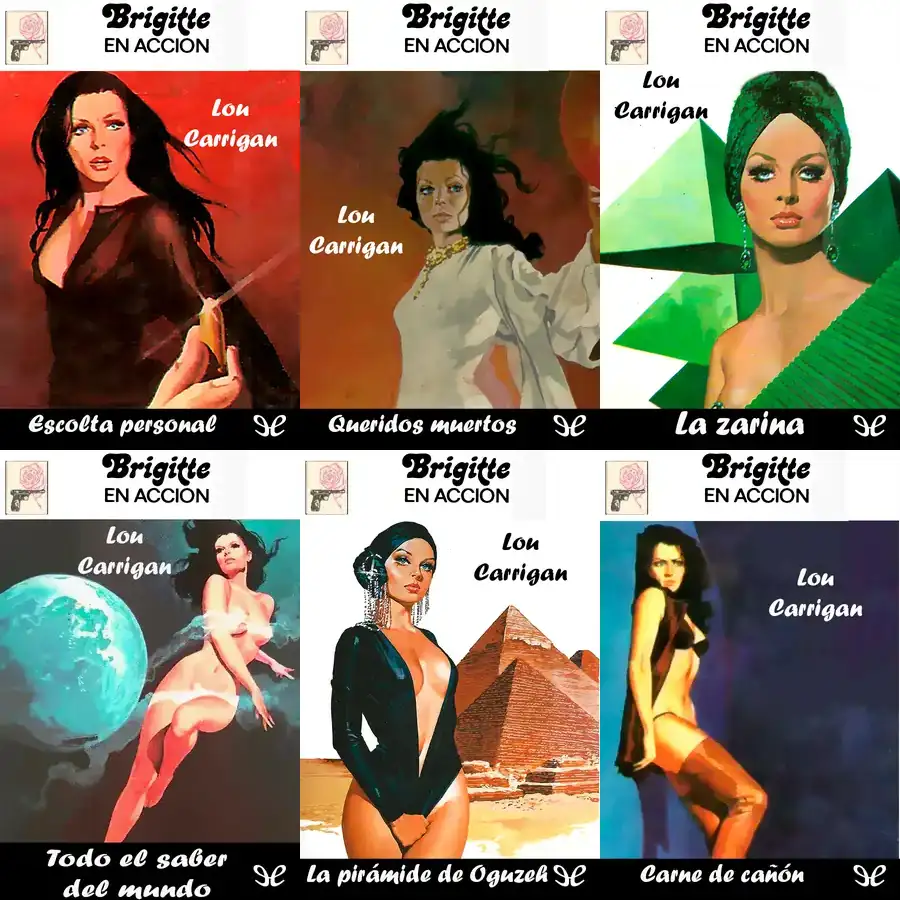 Brigitte
EN ACCION
Lou
Carrigan
Escolta personal
Brigitte
EN ACCION
Lou
Carrigan
Queridos muertos
Brigitte
EN ACCION
Lou
Carrigan
La zarina
Brigitte
EN ACCION
Lou
Carrigan
Todo el saber
del mundo
Brigitte
EN ACCION
Lou
Carrigan
La pirámide de Oguzeh
Brigitte
EN ACCION
Lou
Carrigan
Carne de cañón